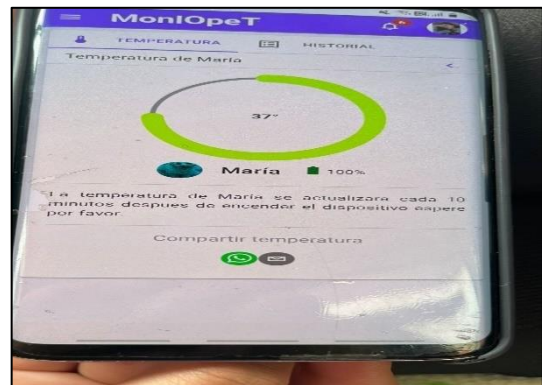 MonIOpeT
TEMPERATURA
HISTORIAL
Temperatura de María
<
37°
María
100%
La temperatura de María se actualizara cada 10
minutos despues de encender el dispositivo espere
por favor.
Compartir temperatura